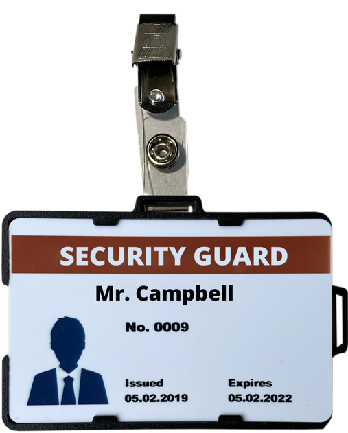 SECURITY GUARD
Mr. Campbell
No. 0009
Issued Expires
05.02.2019 05.02.2022